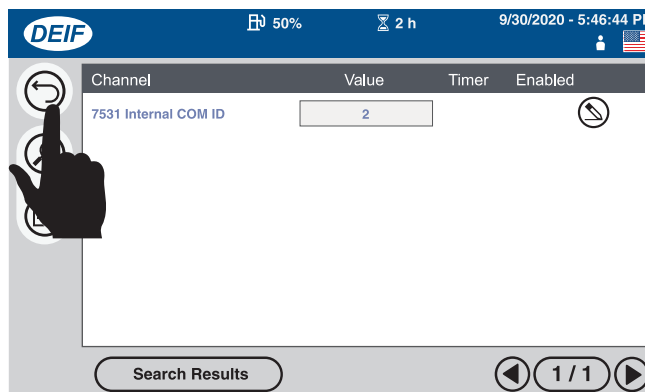 DEIF
50%
2 h
9/30/2020 - 5:46:44 P
Channel Value Timer Enabled
7531 Internal COM ID 2
Search Results
1 / 1